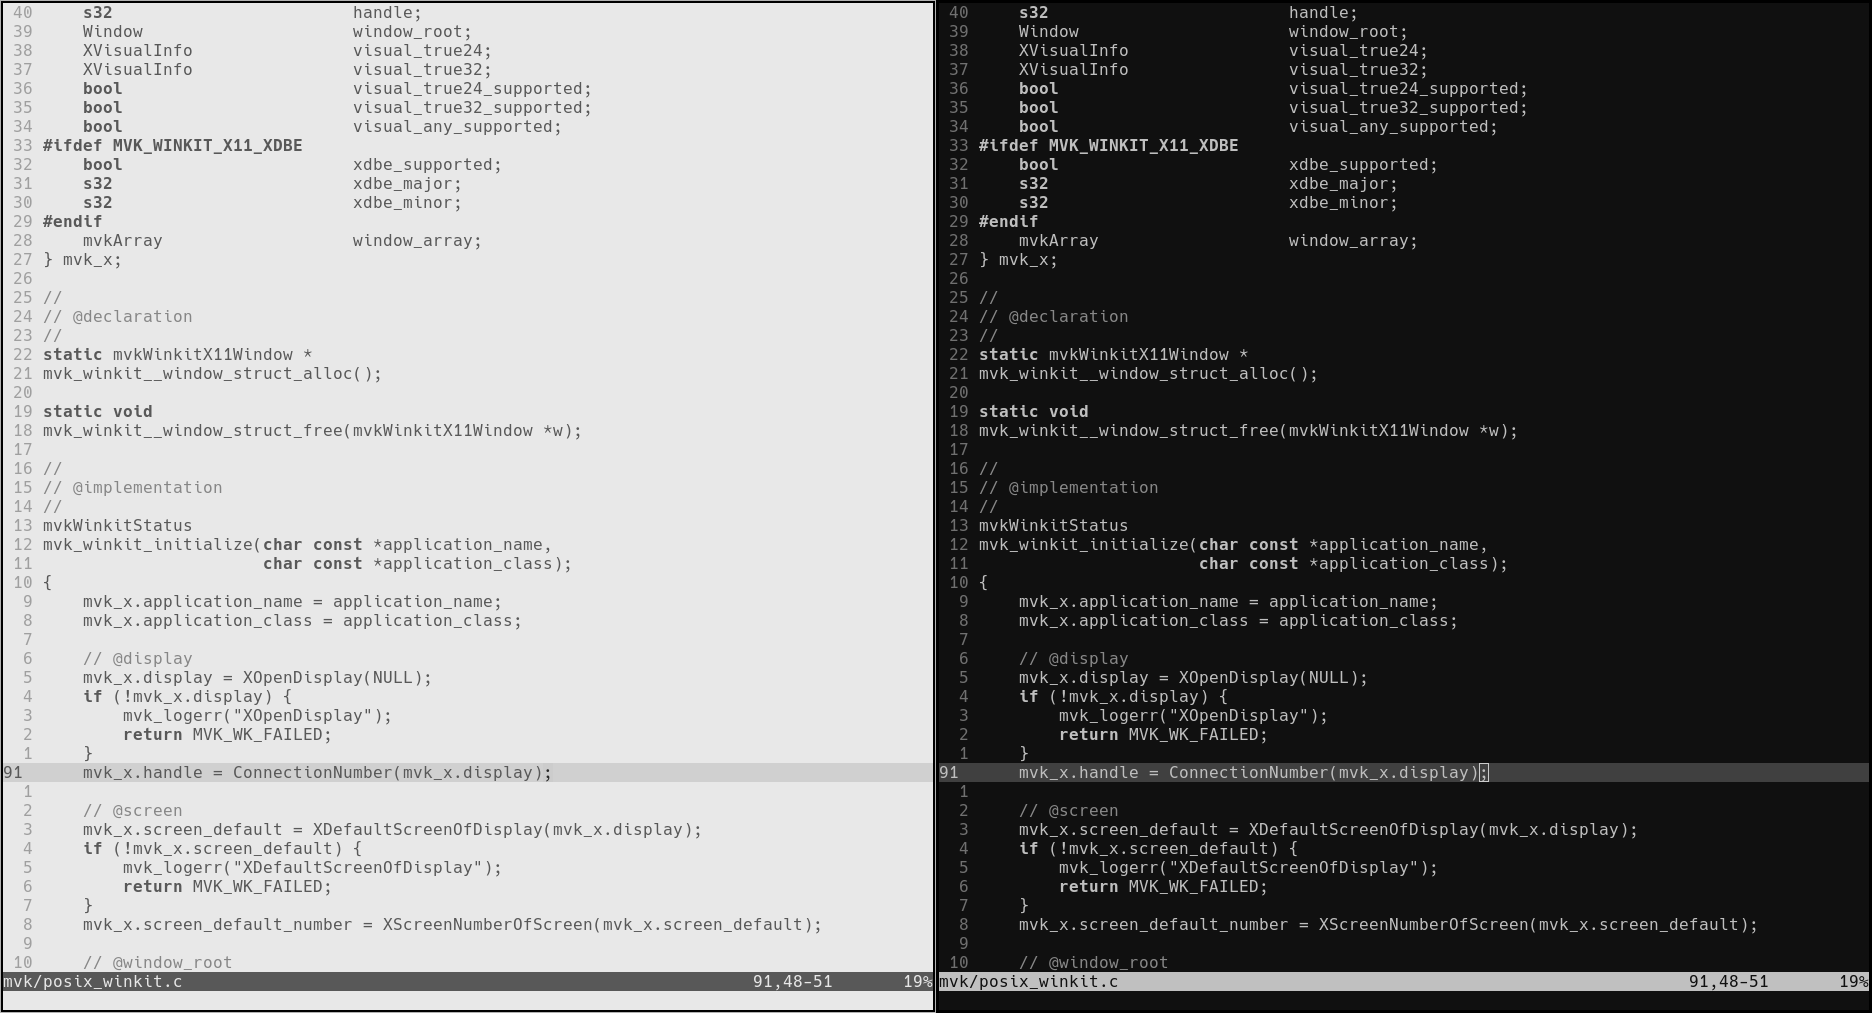 40     s32                        handle;
39     Window                     window_root;
38     XVisualInfo                visual_true24;
37     XVisualInfo                visual_true32;
36     bool                       visual_true24_supported;
35     bool                       visual_true32_supported;
34     bool                       visual_any_supported;
33 #ifdef MVK_WINKIT_X11_XDBE
32     bool                       xdbe_supported;
31     s32                        xdbe_major;
30     s32                        xdbe_minor;
29 #endif
28     mvkArray                   window_array;
27 } mvk_x;
26
25 //
24 // @declaration
23 //
22 static mvkWinkitX11Window *
21 mvk_winkit__window_struct_alloc();
20
19 static void
18 mvk_winkit__window_struct_free(mvkWinkitX11Window *w);
17
16 //
15 // @implementation
14 //
13 mvkWinkitStatus
12 mvk_winkit_initialize(char const *application_name,
11                       char const *application_class);
10 {
 9     mvk_x.application_name = application_name;
 8     mvk_x.application_class = application_class;
 7
 6     // @display
 5     mvk_x.display = XOpenDisplay(NULL);
 4     if (!mvk_x.display) {
 3         mvk_logerr("XOpenDisplay");
 2         return MVK_WK_FAILED;
 1     }
91     mvk_x.handle = ConnectionNumber(mvk_x.display);
 1
 2     // @screen
 3     mvk_x.screen_default = XDefaultScreenOfDisplay(mvk_x.display);
 4     if (!mvk_x.screen_default) {
 5         mvk_logerr("XDefaultScreenOfDisplay");
 6         return MVK_WK_FAILED;
 7     }
 8     mvk_x.screen_default_number = XScreenNumberOfScreen(mvk_x.screen_default);
 9
10     // @window_root
mvk/posix_winkit.c 91,48-51 19%
40     s32                        handle;
39     Window                     window_root;
38     XVisualInfo                visual_true24;
37     XVisualInfo                visual_true32;
36     bool                       visual_true24_supported;
35     bool                       visual_true32_supported;
34     bool                       visual_any_supported;
33 #ifdef MVK_WINKIT_X11_XDBE
32     bool                       xdbe_supported;
31     s32                        xdbe_major;
30     s32                        xdbe_minor;
29 #endif
28     mvkArray                   window_array;
27 } mvk_x;
26
25 //
24 // @declaration
23 //
22 static mvkWinkitX11Window *
21 mvk_winkit__window_struct_alloc();
20
19 static void
18 mvk_winkit__window_struct_free(mvkWinkitX11Window *w);
17
16 //
15 // @implementation
14 //
13 mvkWinkitStatus
12 mvk_winkit_initialize(char const *application_name,
11                       char const *application_class);
10 {
 9     mvk_x.application_name = application_name;
 8     mvk_x.application_class = application_class;
 7
 6     // @display
 5     mvk_x.display = XOpenDisplay(NULL);
 4     if (!mvk_x.display) {
 3         mvk_logerr("XOpenDisplay");
 2         return MVK_WK_FAILED;
 1     }
91     mvk_x.handle = ConnectionNumber(mvk_x.display);
 1
 2     // @screen
 3     mvk_x.screen_default = XDefaultScreenOfDisplay(mvk_x.display);
 4     if (!mvk_x.screen_default) {
 5         mvk_logerr("XDefaultScreenOfDisplay");
 6         return MVK_WK_FAILED;
 7     }
 8     mvk_x.screen_default_number = XScreenNumberOfScreen(mvk_x.screen_default);
 9
10     // @window_root
mvk/posix_winkit.c 91,48-51 19%